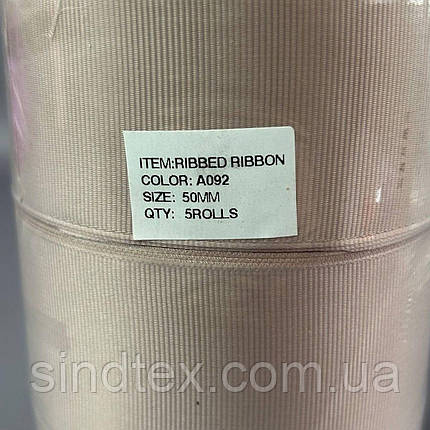 ITEM:RIBBED RIBBON
COLOR: A092
SIZE: 50MM
QTY: 5ROLLS
sindtex.com.ua